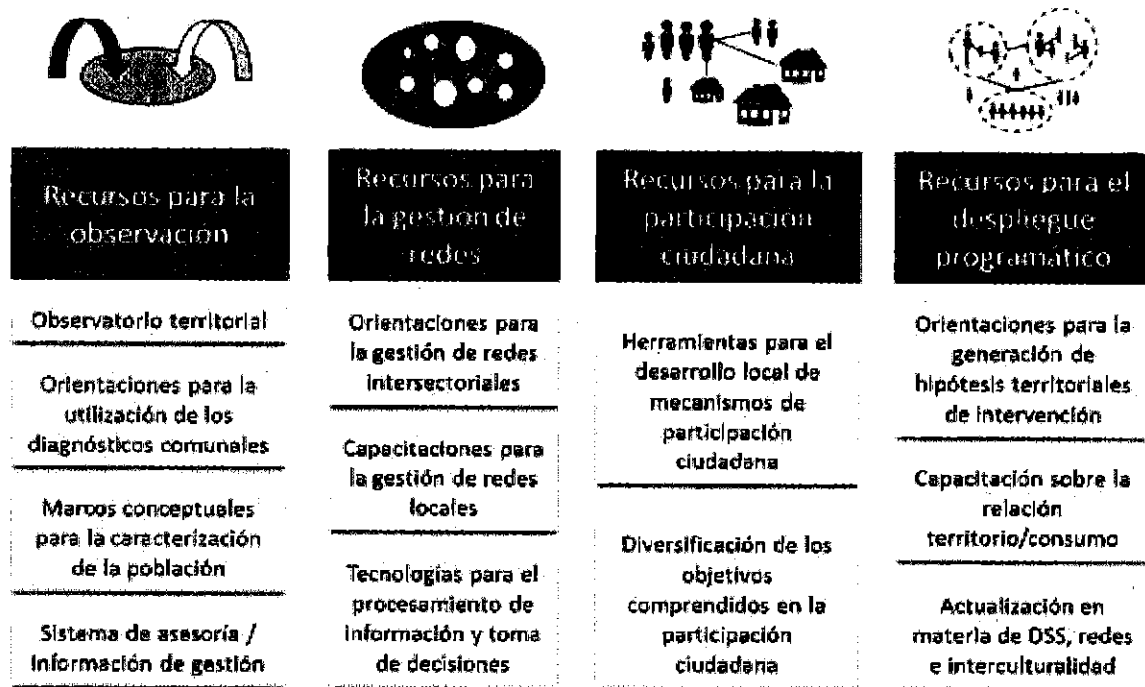 Recursos para la
observación
Observatorio territorial
Orientaciones para la
utilización de los
diagnósticos comunales
Marcos conceptuales
para la caracterización
de la población
Sistema de asesoría /
Información de gestión
Recursos para
la gestión de
redes
Orientaciones para
la gestión de redes
intersectoriales
Capacitaciones para
la gestión de redes
locales
Tecnologías para el
procesamiento de
información y toma
de decisiones
Recursos para la
participación
ciudadana
Herramientas para el
desarrollo local de
mecanismos de
participación
ciudadana
Diversificación de los
objetivos
comprendidos en la
participación
ciudadana
Recursos para el
despliegue
programático
Orientaciones para la
generación de
hipótesis territoriales
de intervención
Capacitación sobre la
relación
territorio/consumo
Actualización en
materia de DSS, redes
e interculturalidad